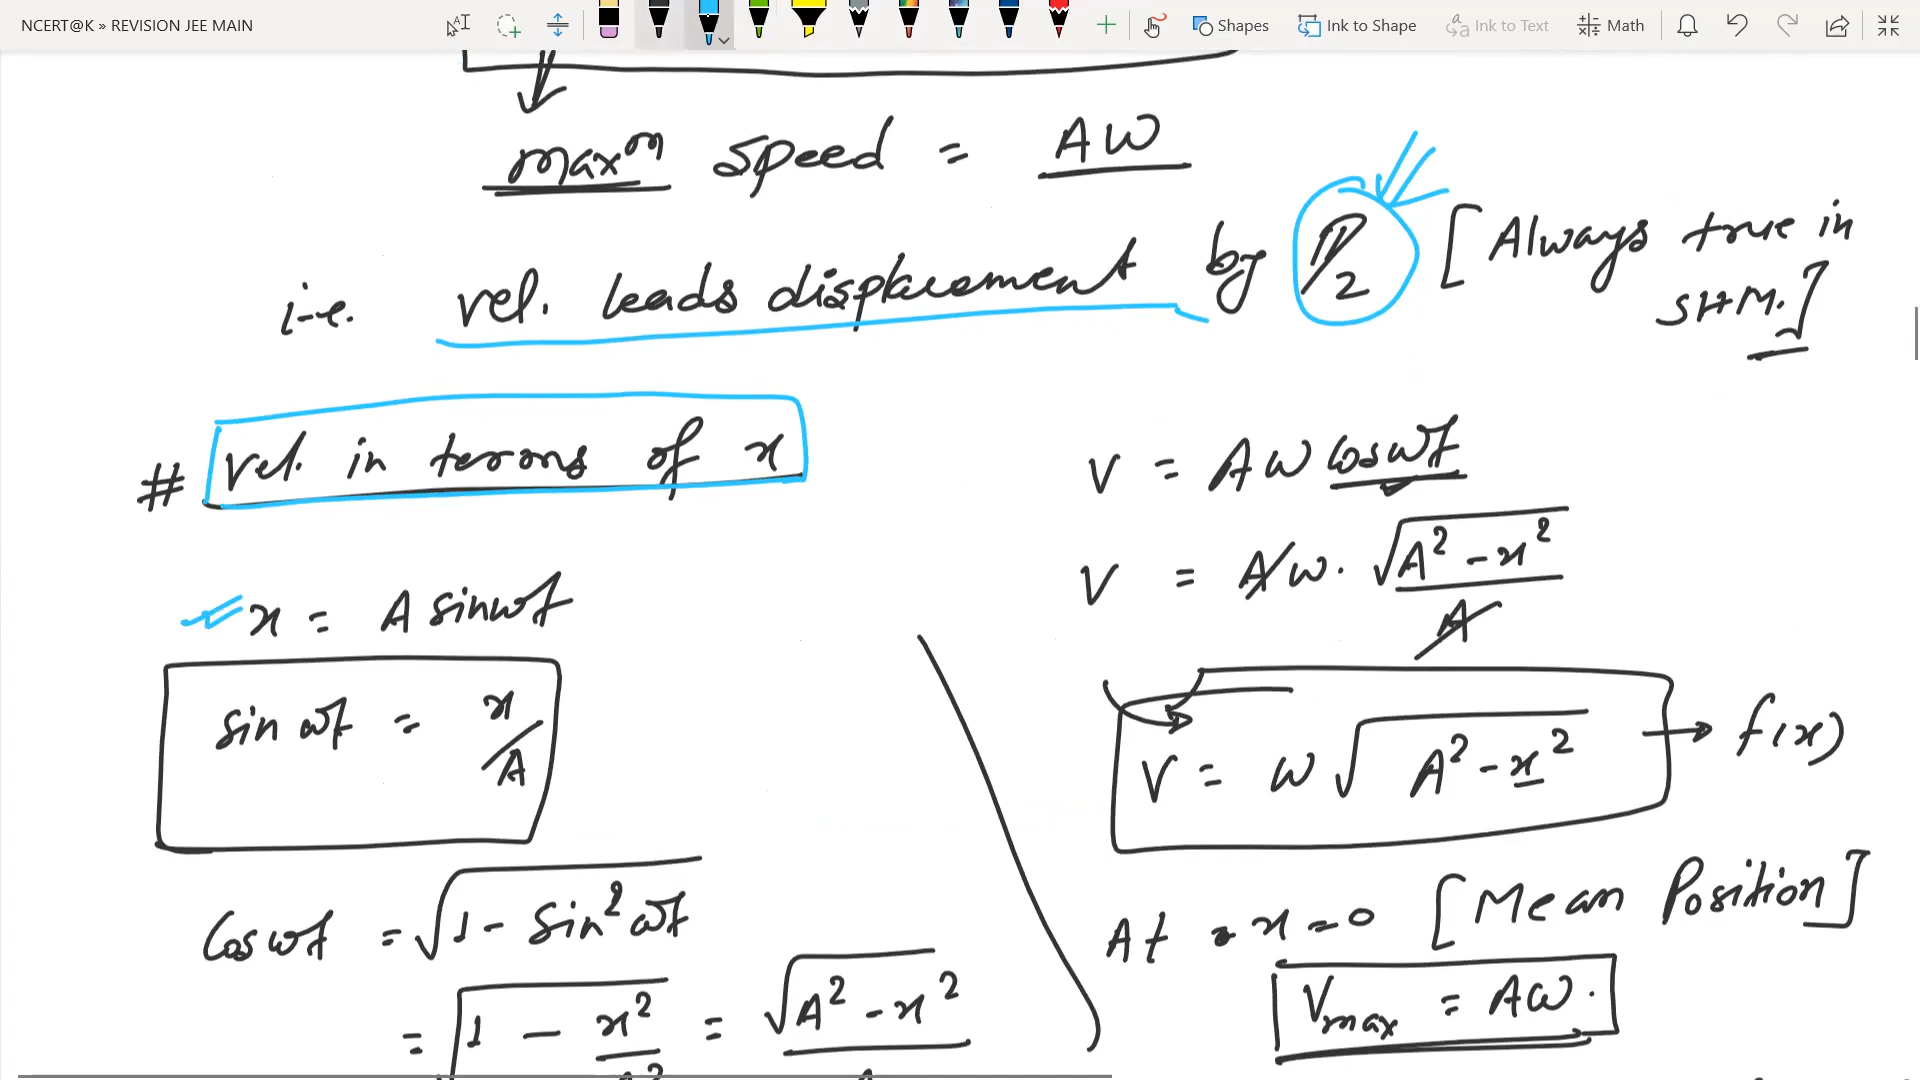 NCERT@K » REVISION JEE MAIN
Shapes
Ink to Shape
Ink to Text
Math
maxᵐ speed = Aω
i.e. vel. leads displacement by π/2 [Always true in SHM.]
# vel. in terms of x
x = A sinωt
sin ωt = x/A
Cos ωt = √(1 - Sin²ωt)
= √(1 - x²
= √(A² - x²)
V = Aω cosωt
V = Aω. √(A² - x²)/A
V = ω √(A² - x²) → f(x)
At x = 0 [Mean Position]
Vmax = Aω.